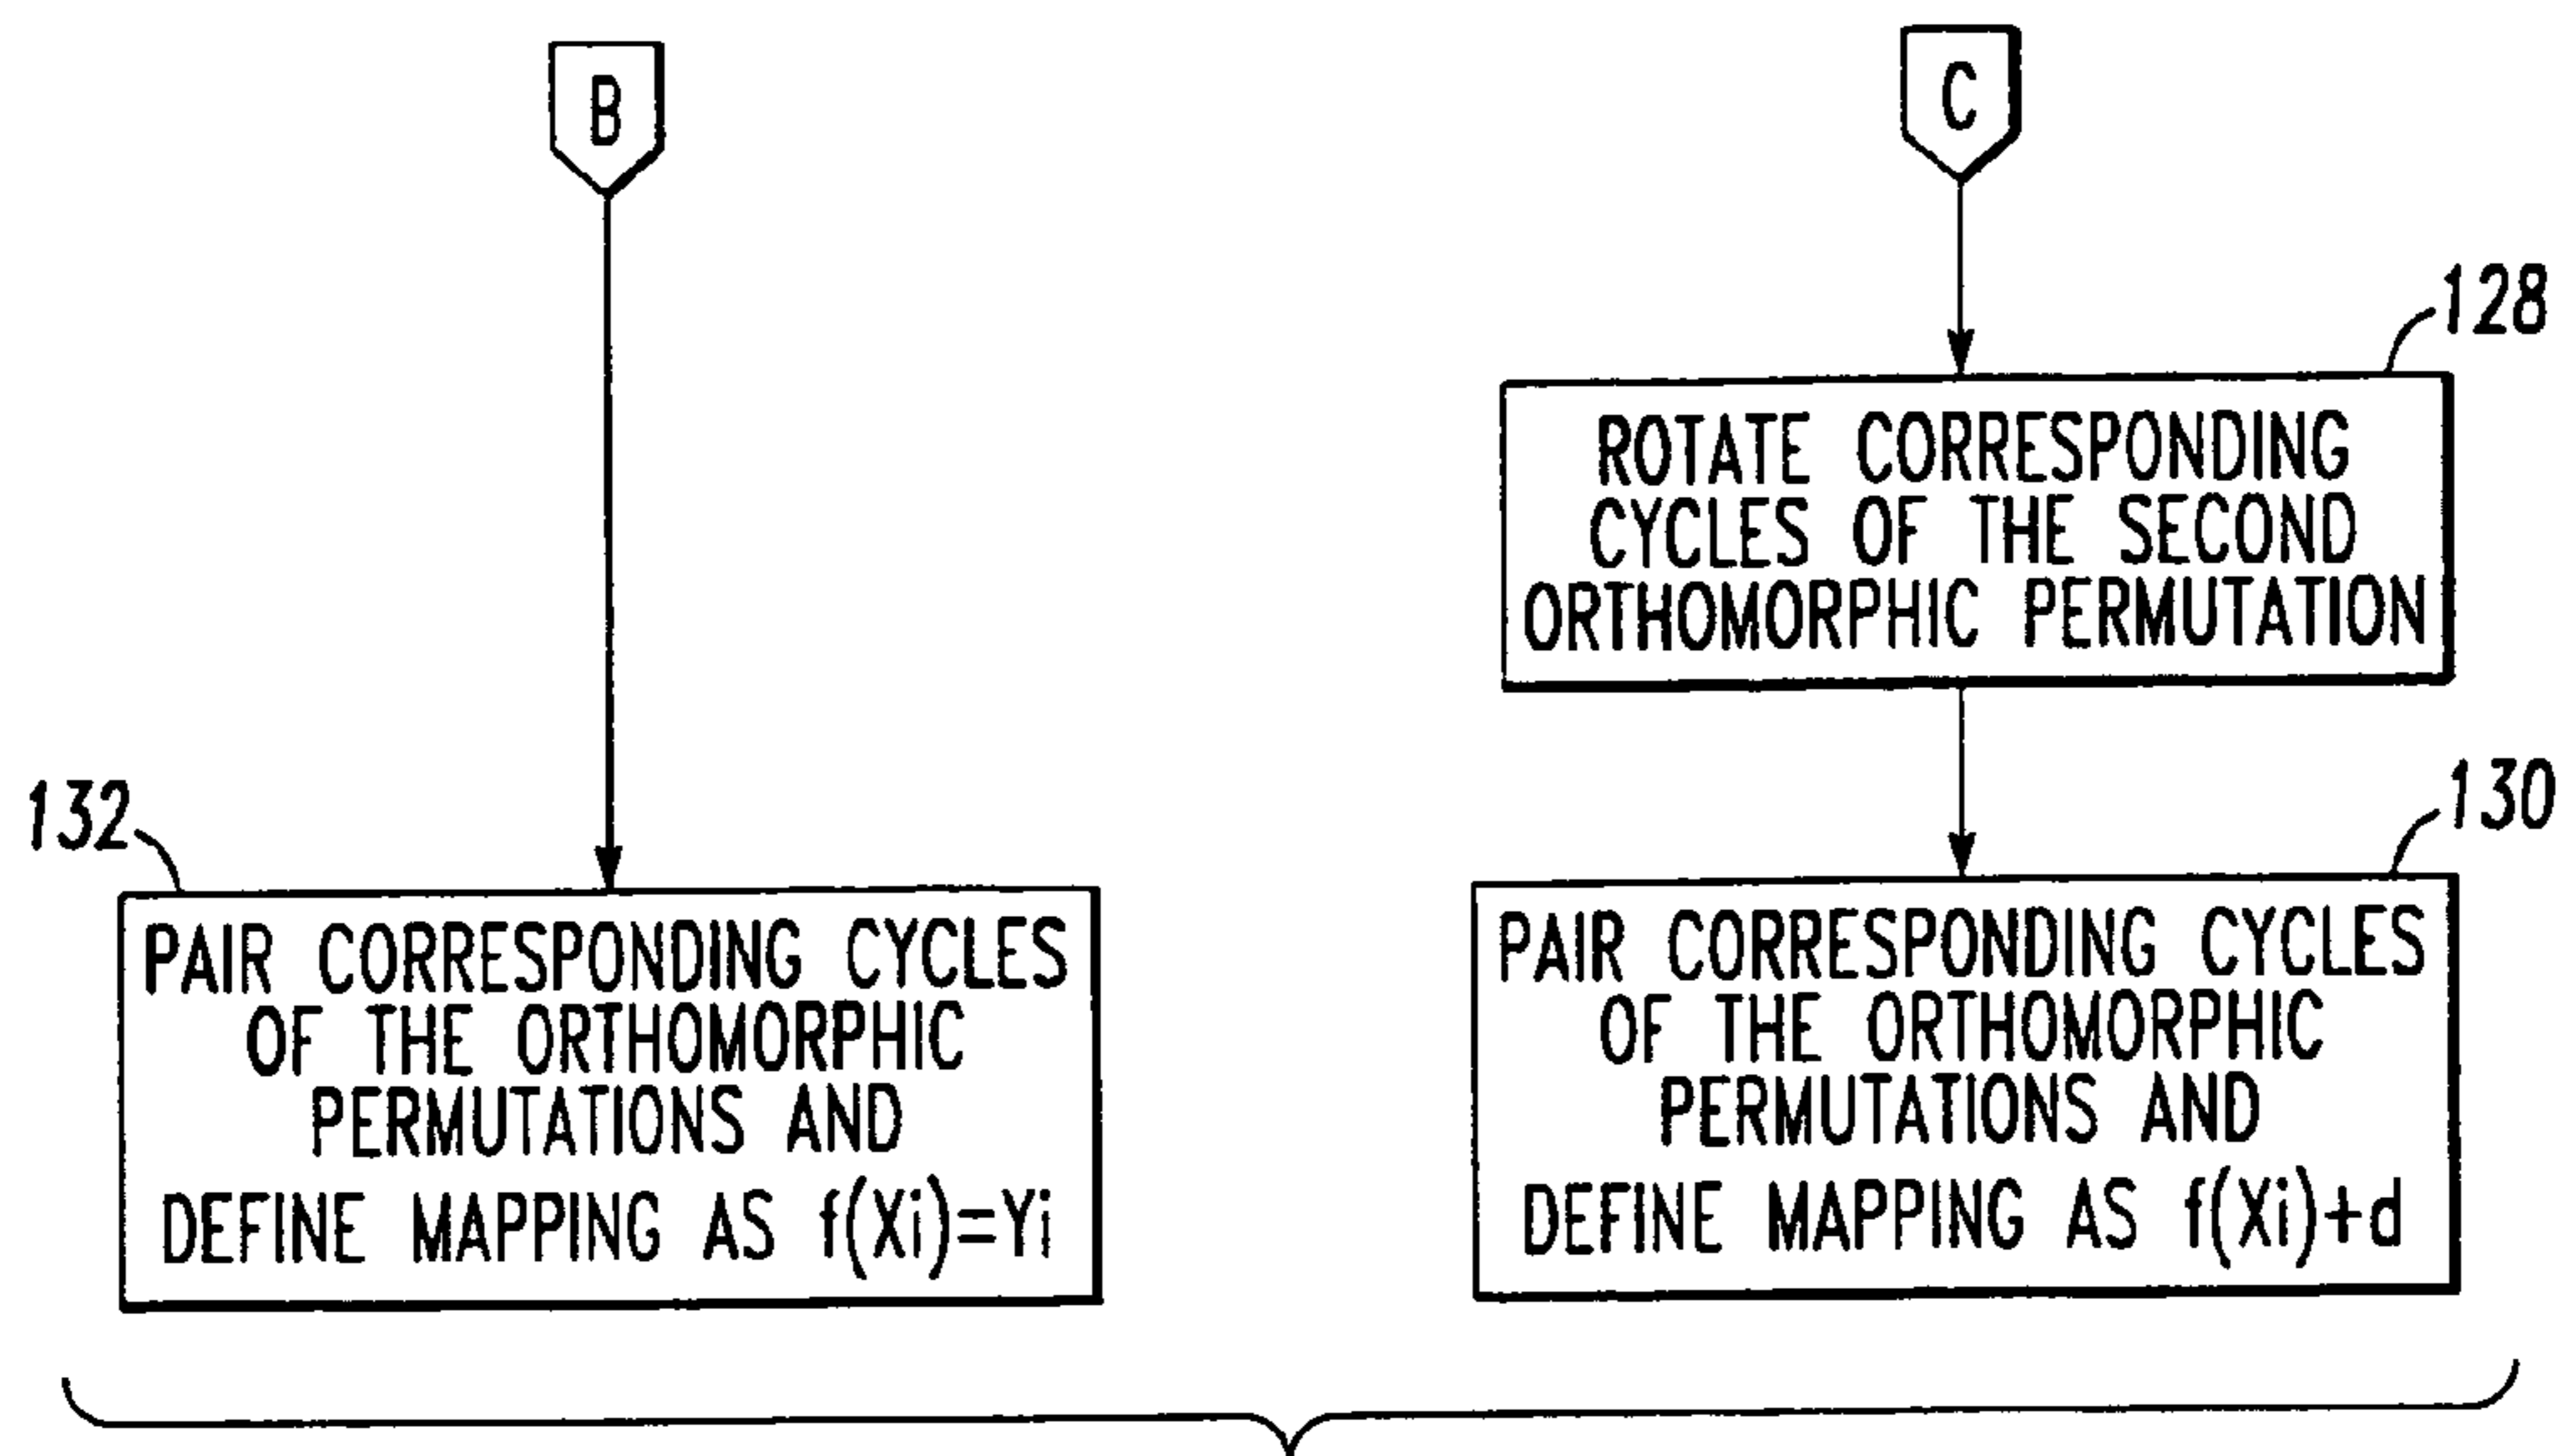 B
C
128
ROTATE CORRESPONDING
CYCLES OF THE SECOND
ORTHOMORPHIC PERMUTATION
132
PAIR CORRESPONDING CYCLES
OF THE ORTHOMORPHIC
PERMUTATIONS AND
DEFINE MAPPING AS f(Xi)=Yi
130
PAIR CORRESPONDING CYCLES
OF THE ORTHOMORPHIC
PERMUTATIONS AND
DEFINE MAPPING AS f(Xi)+d